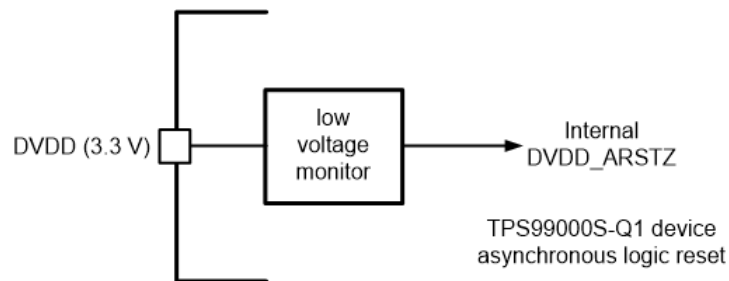 DVDD (3.3 V)
low
voltage
monitor
Internal
DVDD_ARSTZ
TPS99000S-Q1 device
asynchronous logic reset